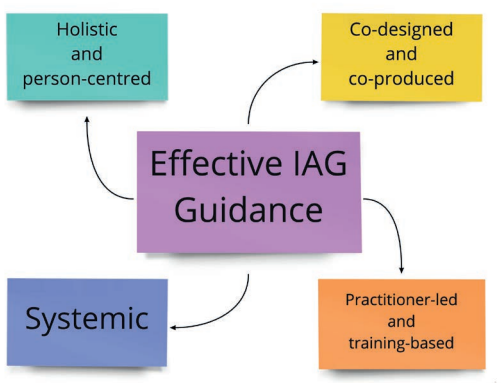 Holistic
and
person-centred
Co-designed
and
co-produced
Effective IAG
Guidance
Systemic
Practitioner-led
and
training-based